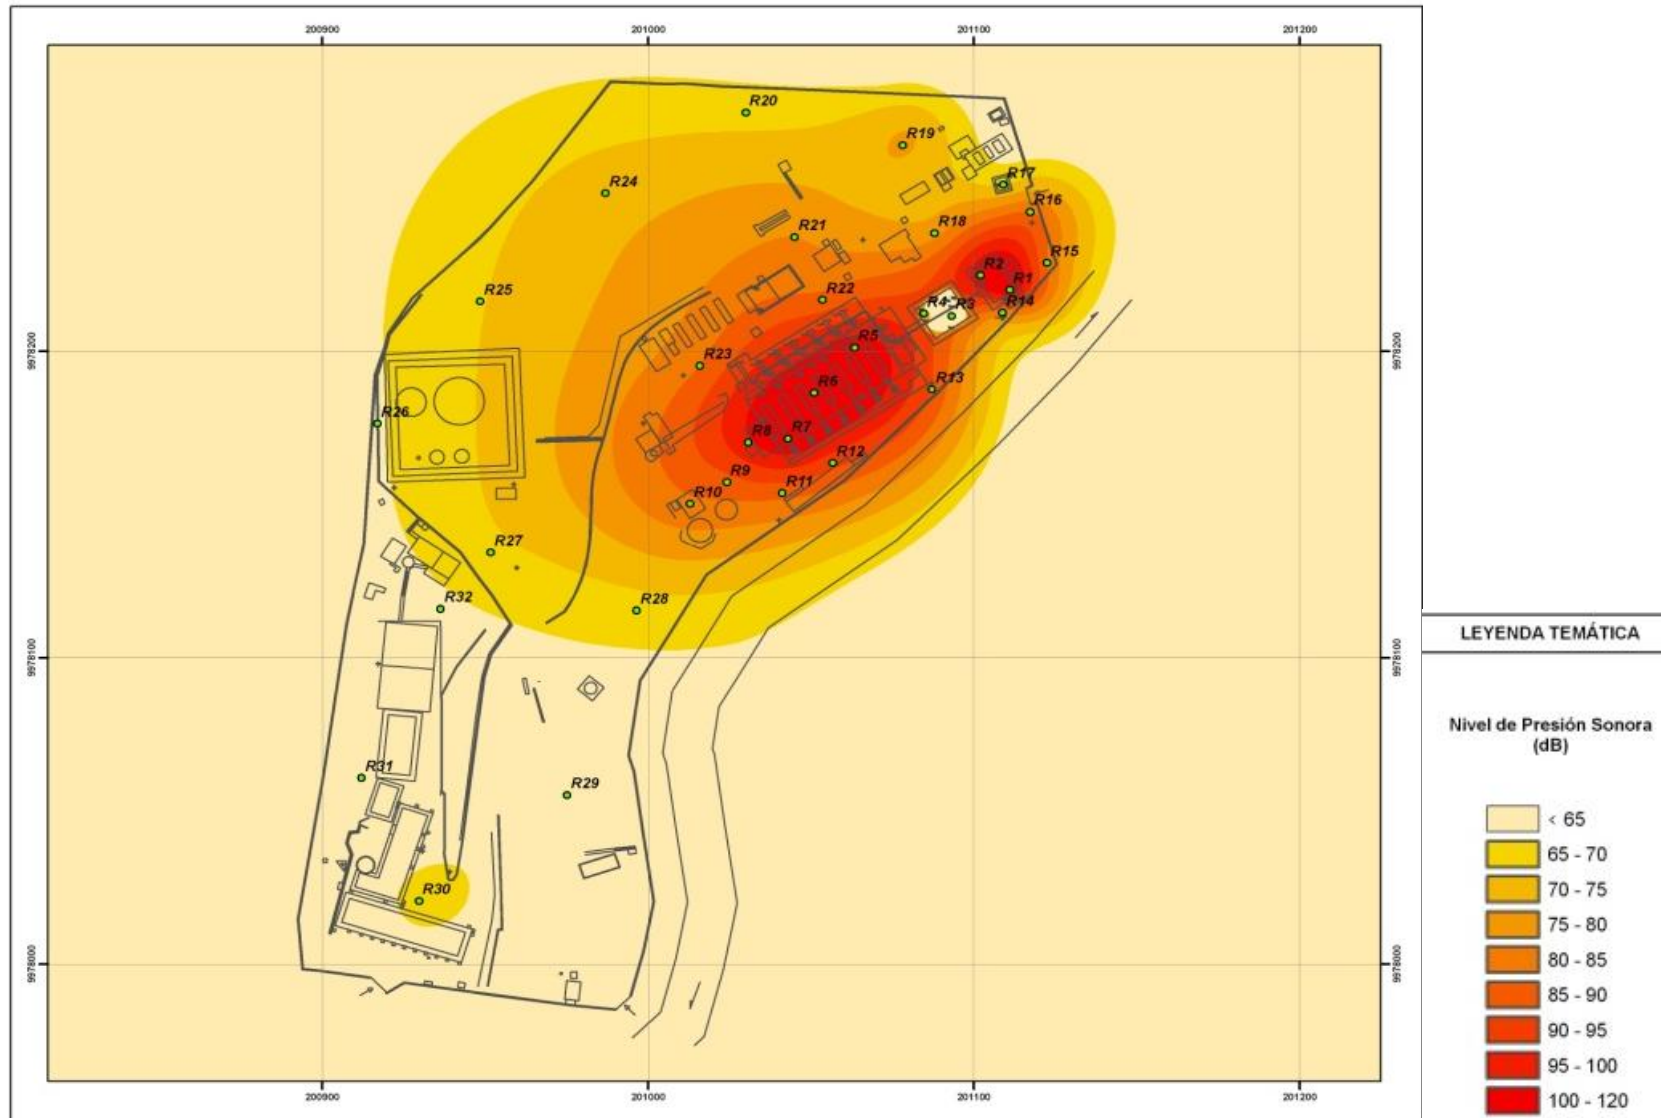 200900 201000 201100 201200
R20
R19
R17
R24
R16
R18
R21
R15
R2
R1
R25
R22
R4 R3 R14
9978200 R5 9978200
R23
R6 R13
R26
R8 R7
R12
R9
R10 R11
R27
R32 R28
LEYENDA TEMÁTICA
9978100 9978100
Nivel de Presión Sonora
(dB)
R31
R29
< 65
65 - 70
R30
70 - 75
75 - 80
9978000 9978000
80 - 85
85 - 90
90 - 95
95 - 100
200900 201000 201100 201200
100 - 120